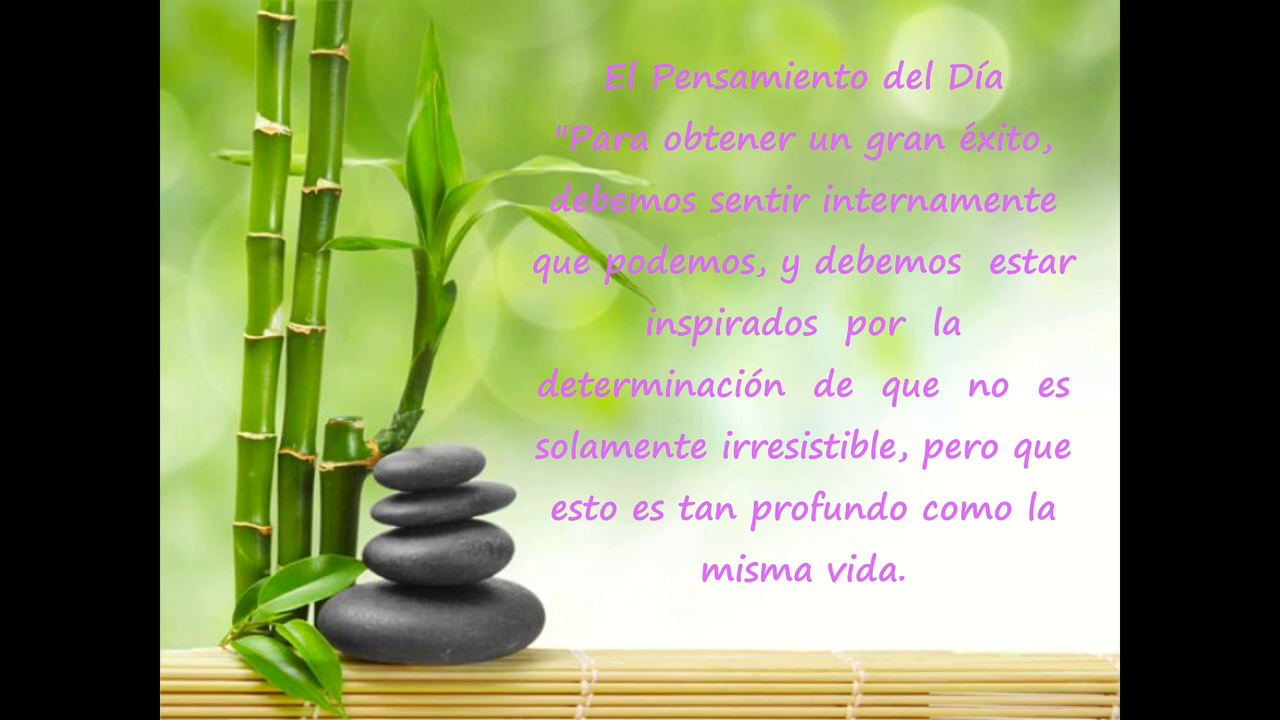 El Pensamiento del Día
"Para obtener un gran éxito,
debemos sentir internamente
que podemos, y debemos estar
inspirados por la
determinación de que no es
solamente irresistible, pero que
esto es tan profundo como la
misma vida.